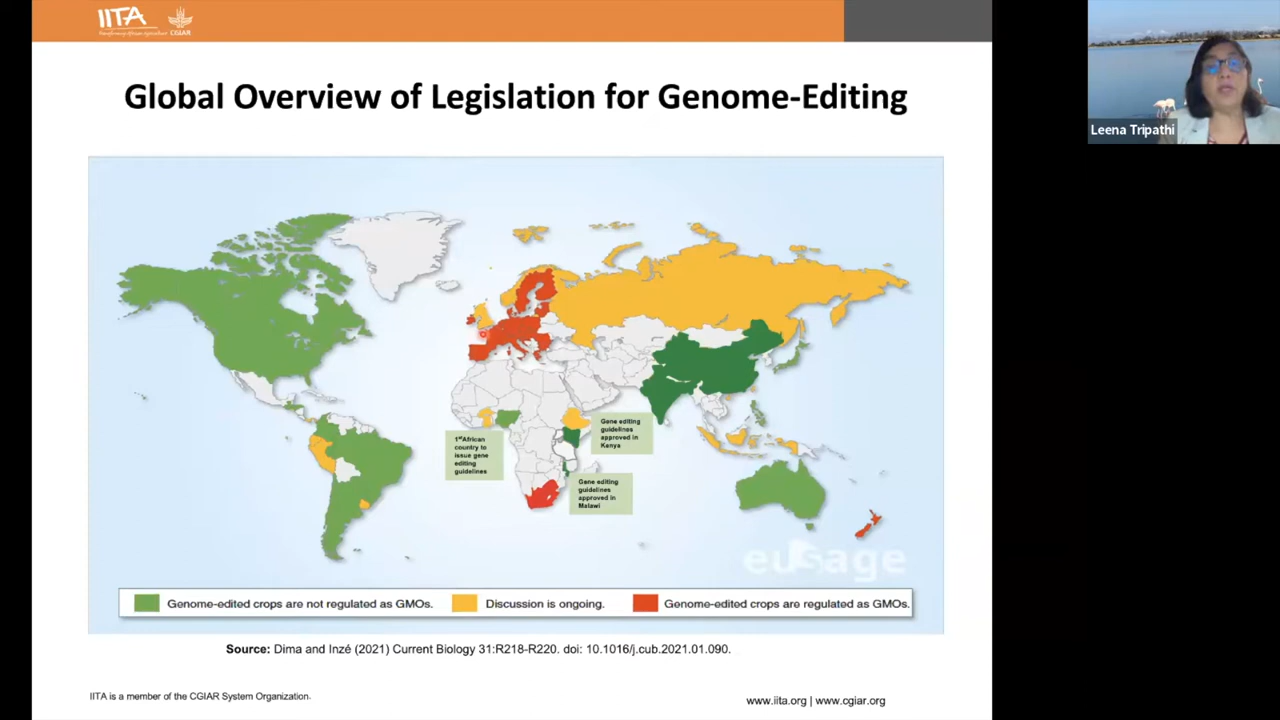 IITA
Transforming African Agriculture
CGIAR
Leena Tripathi
Global Overview of Legislation for Genome-Editing
1st African
country to
issue gene
editing
guidelines
Gene editing
guidelines
approved in
Kenya
Gene editing
guidelines
approved in
Malawi
eusage
Genome-edited crops are not regulated as GMOs.
Discussion is ongoing.
Genome-edited crops are regulated as GMOs.
Source: Dima and Inzé (2021) Current Biology 31:R218-R220. doi: 10.1016/j.cub.2021.01.090.
IITA is a member of the CGIAR System Organization.
www.iita.org | www.cgiar.org